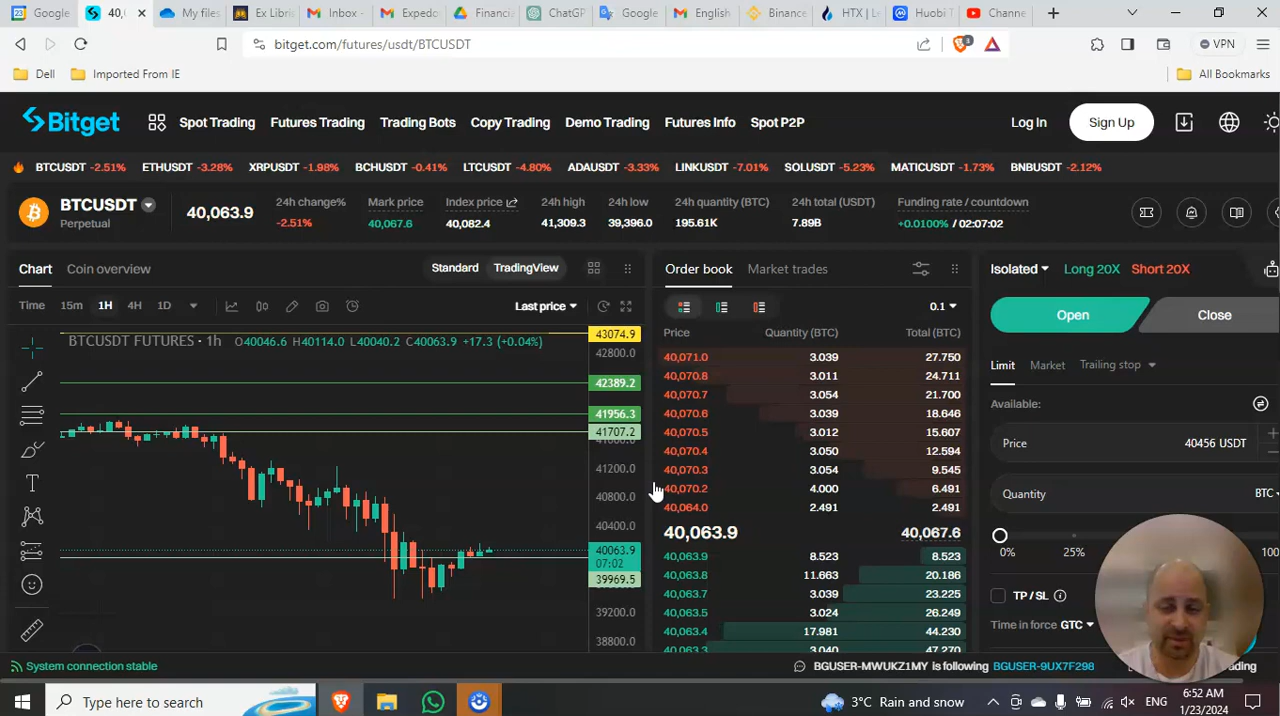 Google
40,
My files
Ex Libris
Inbox -
Expedo
Financia
ChatGP
Google
English
Binance
HTX | L
Huobi T
Channe
bitget.com/futures/usdt/BTCUSDT
3
VPN
Dell
Imported From IE
All Bookmarks
Bitget
Spot Trading
Futures Trading
Trading Bots
Copy Trading
Demo Trading
Futures Info
Spot P2P
Log In
Sign Up
BTCUSDT -2.51%
ETHUSDT -3.28%
XRPUSDT -1.98%
BCHUSDT -0.41%
LTCUSDT -4.80%
ADAUSDT -3.33%
LINKUSDT -7.01%
SOLUSDT -5.23%
MATICUSDT -1.73%
BNBUSDT -2.12%
BTCUSDT
Perpetual
40,063.9
24h change%
-2.51%
Mark price
40,067.6
Index price
40,082.4
24h high
41,309.3
24h low
39,396.0
24h quantity (BTC)
195.61K
24h total (USDT)
7.89B
Funding rate / countdown
+0.0100% / 02:07:02
Chart
Coin overview
Standard
TradingView
Order book
Market trades
Isolated
Long 20X
Short 20X
Time
15m
1H
4H
1D
Last price
0.1
Open
Close
BTCUSDT FUTURES · 1h O40046.6 H40114.0 L40040.2 C40063.9 +17.3 (+0.04%)
43074.9
42800.0
42389.2
41956.3
41707.2
41200.0
40800.0
40400.0
40063.9
07:02
39969.5
39200.0
38800.0
Price Quantity (BTC) Total (BTC)
40,071.0 3.039 27.750
40,070.8 3.011 24.711
40,070.7 3.054 21.700
40,070.6 3.039 18.646
40,070.5 3.012 15.607
40,070.4 3.050 12.594
40,070.3 3.054 9.545
40,070.2 4.000 6.491
40,064.0 2.491 2.491
40,063.9 40,067.6
40,063.9 8.523 8.523
40,063.8 11.663 20.186
40,063.7 3.039 23.225
40,063.5 3.024 26.249
40,063.4 17.981 44.230
40,063.3 3.040 47.270
Limit
Market
Trailing stop
Available:
Price 40456 USDT
Quantity BTC
0% 25% 100
TP / SL
Time in force GTC
System connection stable
BGUSER-MWUKZ1MY is following BGUSER-9UX7F298
Type here to search
3°C Rain and snow
ENG
6:52 AM
1/23/2024